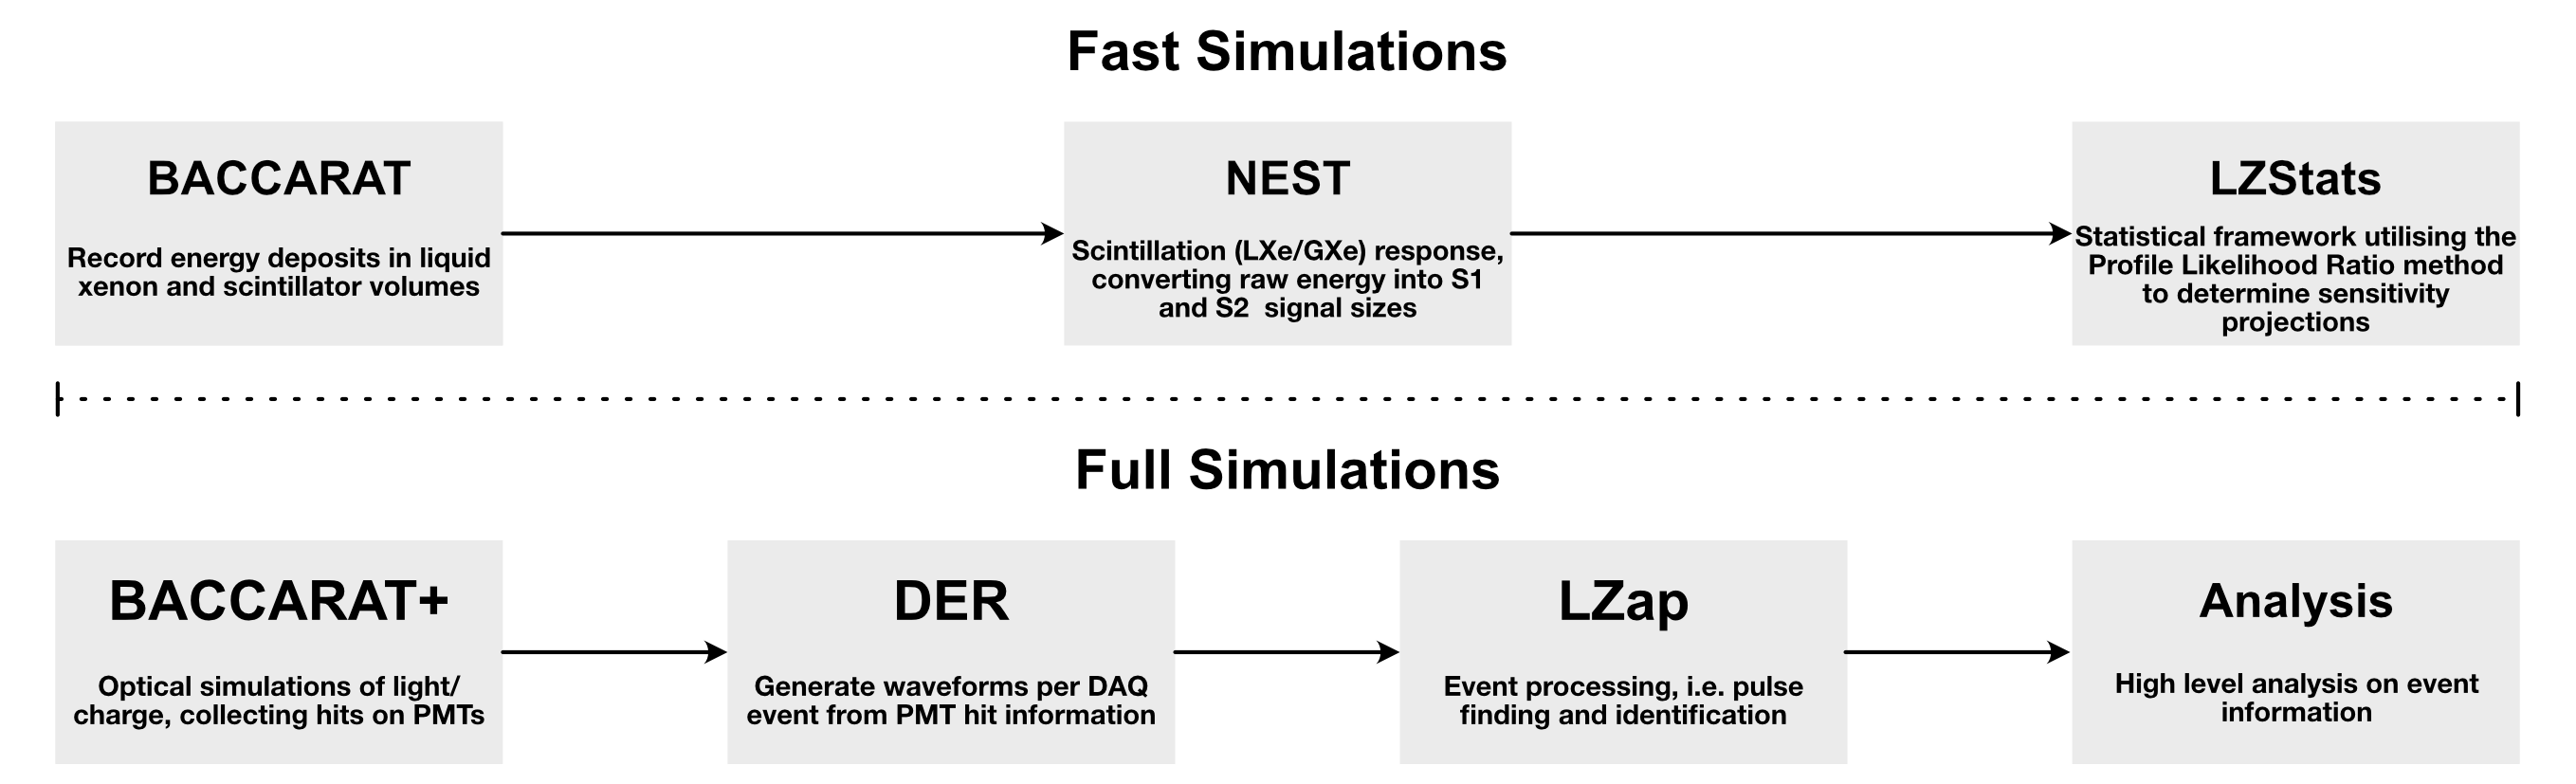 Fast Simulations
BACCARAT
Record energy deposits in liquid
xenon and scintillator volumes
NEST
Scintillation (LXe/GXe) response,
converting raw energy into S1
and S2  signal sizes
LZStats
Statistical framework utilising the
Profile Likelihood Ratio method
to determine sensitivity
projections
Full Simulations
BACCARAT+
Optical simulations of light/
charge, collecting hits on PMTs
DER
Generate waveforms per DAQ
event from PMT hit information
LZap
Event processing, i.e. pulse
finding and identification
Analysis
High level analysis on event
information